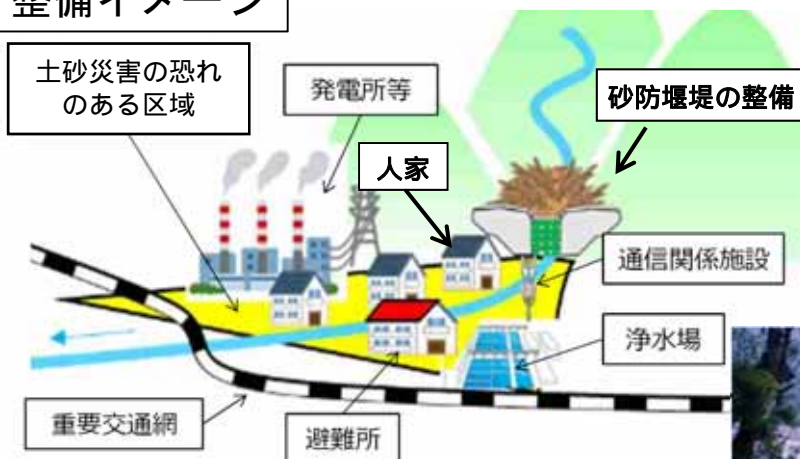 整備イメージ
土砂災害の恐れ
のある区域
発電所等
砂防堰堤の整備
人家
通信関係施設
浄水場
重要交通網
避難所